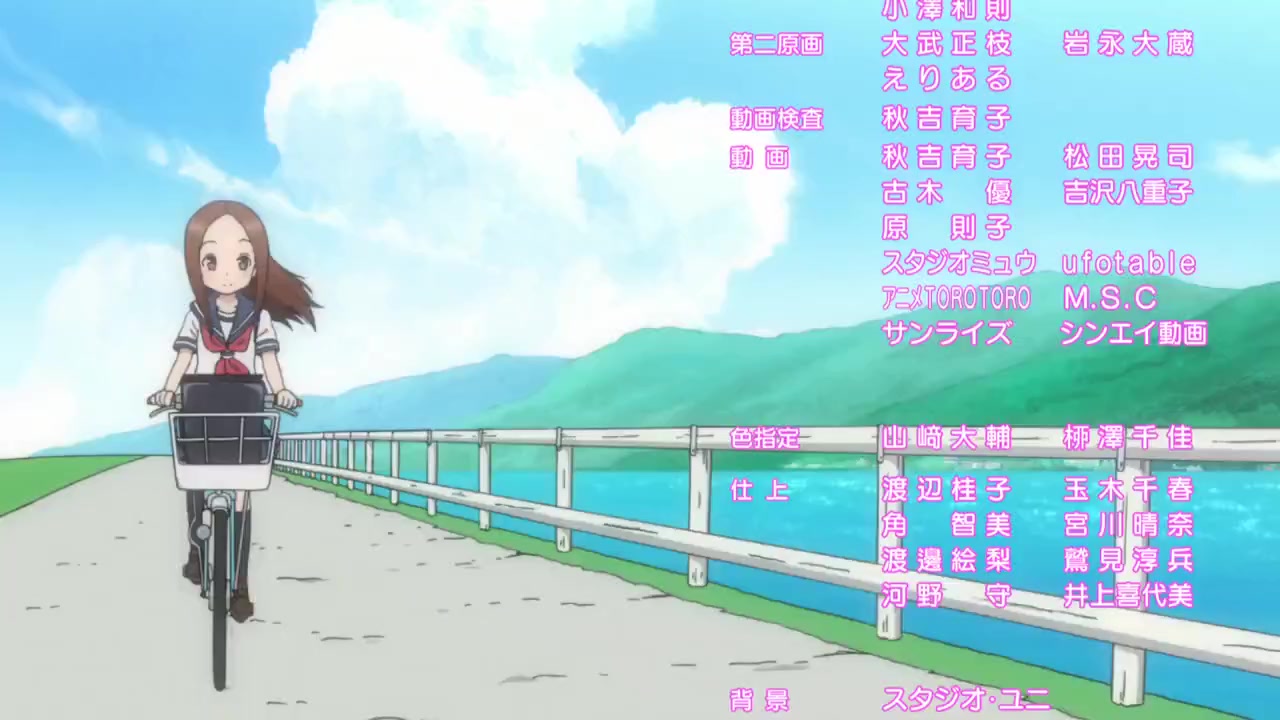 小澤和則
第二原画 大武正枝 岩永大蔵
えりある
動画検査 秋吉育子
動画 秋吉育子 松田晃司
古木 優 吉沢八重子
原 則子
スタジオミュウ ufotable
アニメTOROTORO M.S.C
サンライズ シンエイ動画
色指定 山﨑大輔 栁澤千佳
仕上 渡辺桂子 玉木千春
角 智美 宮川晴奈
渡邊絵梨 鷲見淳兵
河野 守 井上喜代美
背景 スタジオ・ユニ